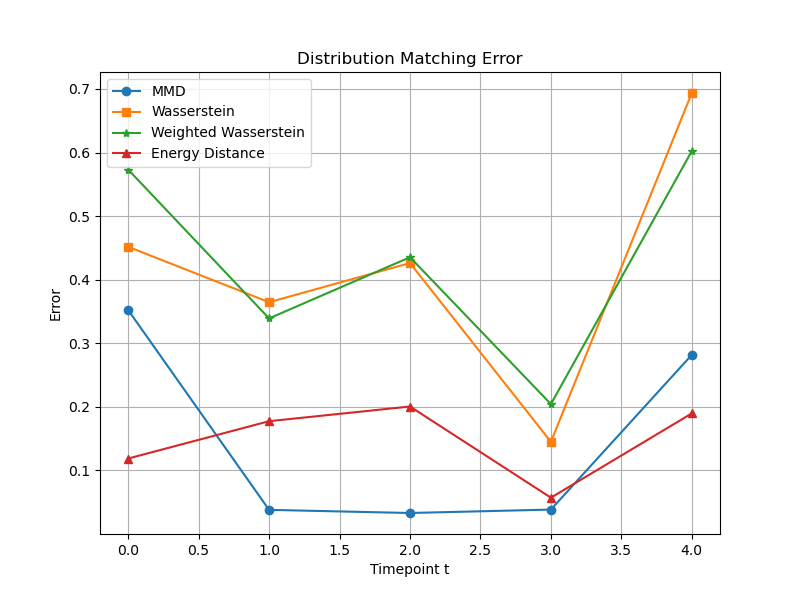 Distribution Matching Error
MMD
Wasserstein
Weighted Wasserstein
Energy Distance
Error
0.7
0.6
0.5
0.4
0.3
0.2
0.1
0.0 0.5 1.0 1.5 2.0 2.5 3.0 3.5 4.0
Timepoint t